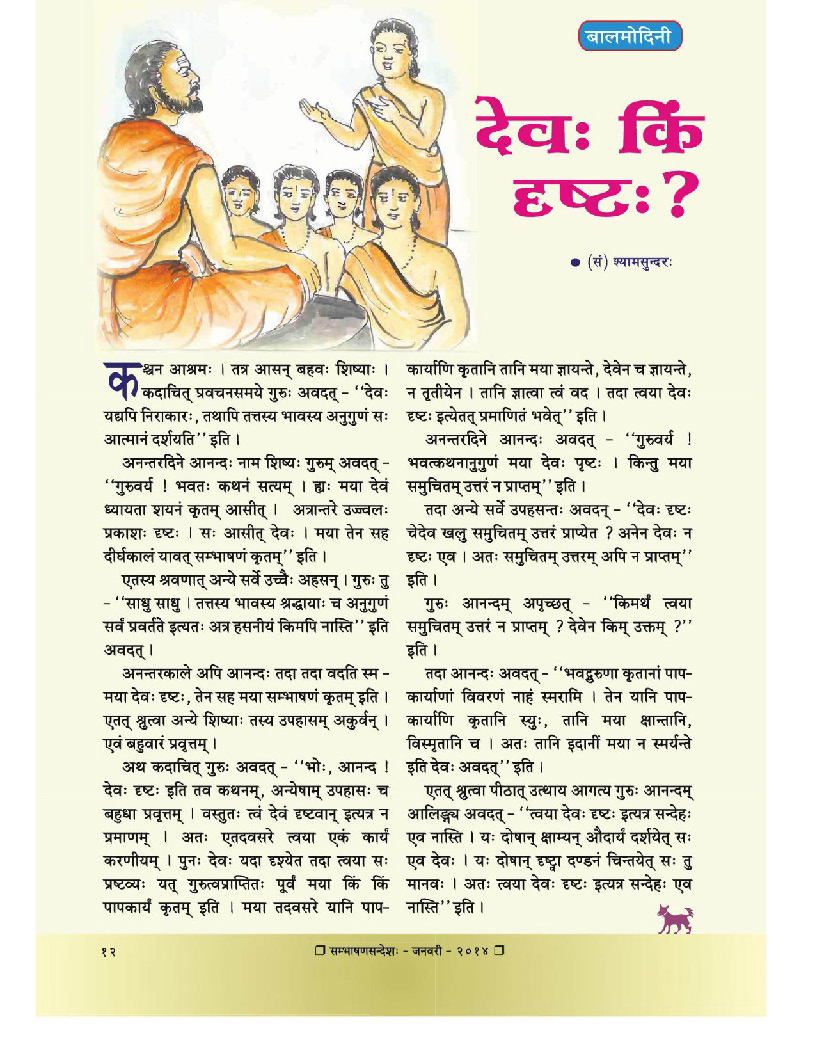 बालमोदिनी
देवः किं
दृष्टः?
● (सं) श्यामसुन्दरः
कश्चन आश्रमः । तत्र आसन् बहवः शिष्याः ।
कदाचित् प्रवचनसमये गुरुः अवदत् - ‘‘देवः
यद्यपि निराकारः, तथापि तत्तस्य भावस्य अनुगुणं सः
आत्मानं दर्शयति’’ इति ।
अनन्तरदिने आनन्दः नाम शिष्यः गुरुम् अवदत् -
‘‘गुरुवर्य ! भवतः कथनं सत्यम् । ह्यः मया देवं
ध्यायता शयनं कृतम् आसीत् । अत्रान्तरे उज्ज्वलः
प्रकाशः दृष्टः । सः आसीत् देवः । मया तेन सह
दीर्घकालं यावत् सम्भाषणं कृतम्’’ इति ।
एतस्य श्रवणात् अन्ये सर्वे उच्चैः अहसन् । गुरुः तु
- ‘‘साधु साधु । तत्तस्य भावस्य श्रद्धायाः च अनुगुणं
सर्वं प्रवर्तते इत्यतः अत्र हसनीयं किमपि नास्ति’’ इति
अवदत् ।
अनन्तरकाले अपि आनन्दः तदा तदा वदति स्म -
मया देवः दृष्टः, तेन सह मया सम्भाषणं कृतम् इति ।
एतत् श्रुत्वा अन्ये शिष्याः तस्य उपहासम् अकुर्वन् ।
एवं बहुवारं प्रवृत्तम् ।
अथ कदाचित् गुरुः अवदत् - ‘‘भोः, आनन्द !
देवः दृष्टः इति तव कथनम्, अन्येषाम् उपहासः च
बहुधा प्रवृत्तम् । वस्तुतः त्वं देवं दृष्टवान् इत्यत्र न
प्रमाणम् । अतः एतदवसरे त्वया एकं कार्यं
करणीयम् । पुनः देवः यदा दृश्येत तदा त्वया सः
प्रष्टव्यः यत् गुरुत्वप्राप्तितः पूर्वं मया किं किं
पापकार्यं कृतम् इति । मया तदवसरे यानि पाप-
कार्याणि कृतानि तानि मया ज्ञायन्ते, देवेन च ज्ञायन्ते,
न तृतीयेन । तानि ज्ञात्वा त्वं वद । तदा त्वया देवः
दृष्टः इत्येतत् प्रमाणितं भवेत्’’ इति ।
अनन्तरदिने आनन्दः अवदत् - ‘‘गुरुवर्य !
भवत्कथनानुगुणं मया देवः पृष्टः । किन्तु मया
समुचितम् उत्तरं न प्राप्तम्’’ इति ।
तदा अन्ये सर्वे उपहसन्तः अवदन् - ‘‘देवः दृष्टः
चेदेव खलु समुचितम् उत्तरं प्राप्येत ? अनेन देवः न
दृष्टः एव । अतः समुचितम् उत्तरम् अपि न प्राप्तम्’’
इति ।
गुरुः आनन्दम् अपृच्छत् - ‘‘किमर्थं त्वया
समुचितम् उत्तरं न प्राप्तम् ? देवेन किम् उक्तम् ?’’
इति ।
तदा आनन्दः अवदत् - ‘‘भवद्गुरुणा कृतानां पाप-
कार्याणां विवरणं नाहं स्मरामि । तेन यानि पाप-
कार्याणि कृतानि स्युः, तानि मया क्षान्तानि,
विस्मृतानि च । अतः तानि इदानीं मया न स्मर्यन्ते
इति देवः अवदत्’’ इति ।
एतत् श्रुत्वा पीठात् उत्थाय आगत्य गुरुः आनन्दम्
आलिङ्ग्य अवदत् - ‘‘त्वया देवः दृष्टः इत्यत्र सन्देहः
एव नास्ति । यः दोषान् क्षाम्यन् औदार्यं दर्शयेत् सः
एव देवः । यः दोषान् दृष्ट्वा दण्डनं चिन्तयेत् सः तु
मानवः । अतः त्वया देवः दृष्टः इत्यत्र सन्देहः एव
नास्ति’’ इति ।
१२
❐ सम्भाषणसन्देशः - जनवरी - २०१४ ❐